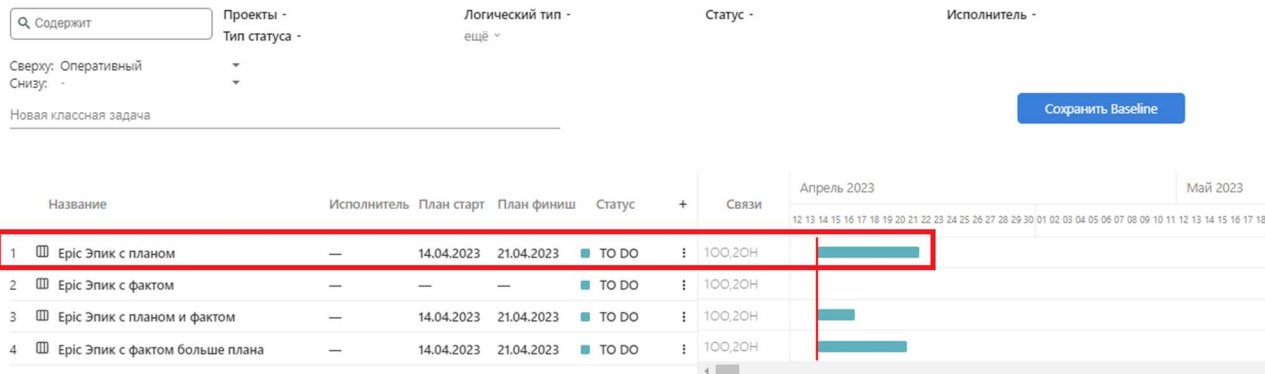 Содержит
Проекты -
Логический тип -
Статус -
Исполнитель -
Тип статуса -
ещё
Сверху: Оперативный
Снизу: -
Новая классная задача
Сохранить Baseline
Апрель 2023
Май 2023
Название Исполнитель План старт План финиш Статус + Связи
12 13 14 15 16 17 18 19 20 21 22 23 24 25 26 27 28 29 30 01 02 03 04 05 06 07 08 09 10 11 12 13 14 15 16 17 18
1 Epic Эпик с планом — 14.04.2023 21.04.2023 TO DO 1ОО,2ОН
2 Epic Эпик с фактом — — — TO DO 1ОО,2ОН
3 Epic Эпик с планом и фактом — 14.04.2023 21.04.2023 TO DO 1ОО,2ОН
4 Epic Эпик с фактом больше плана — 14.04.2023 21.04.2023 TO DO 1ОО,2ОН